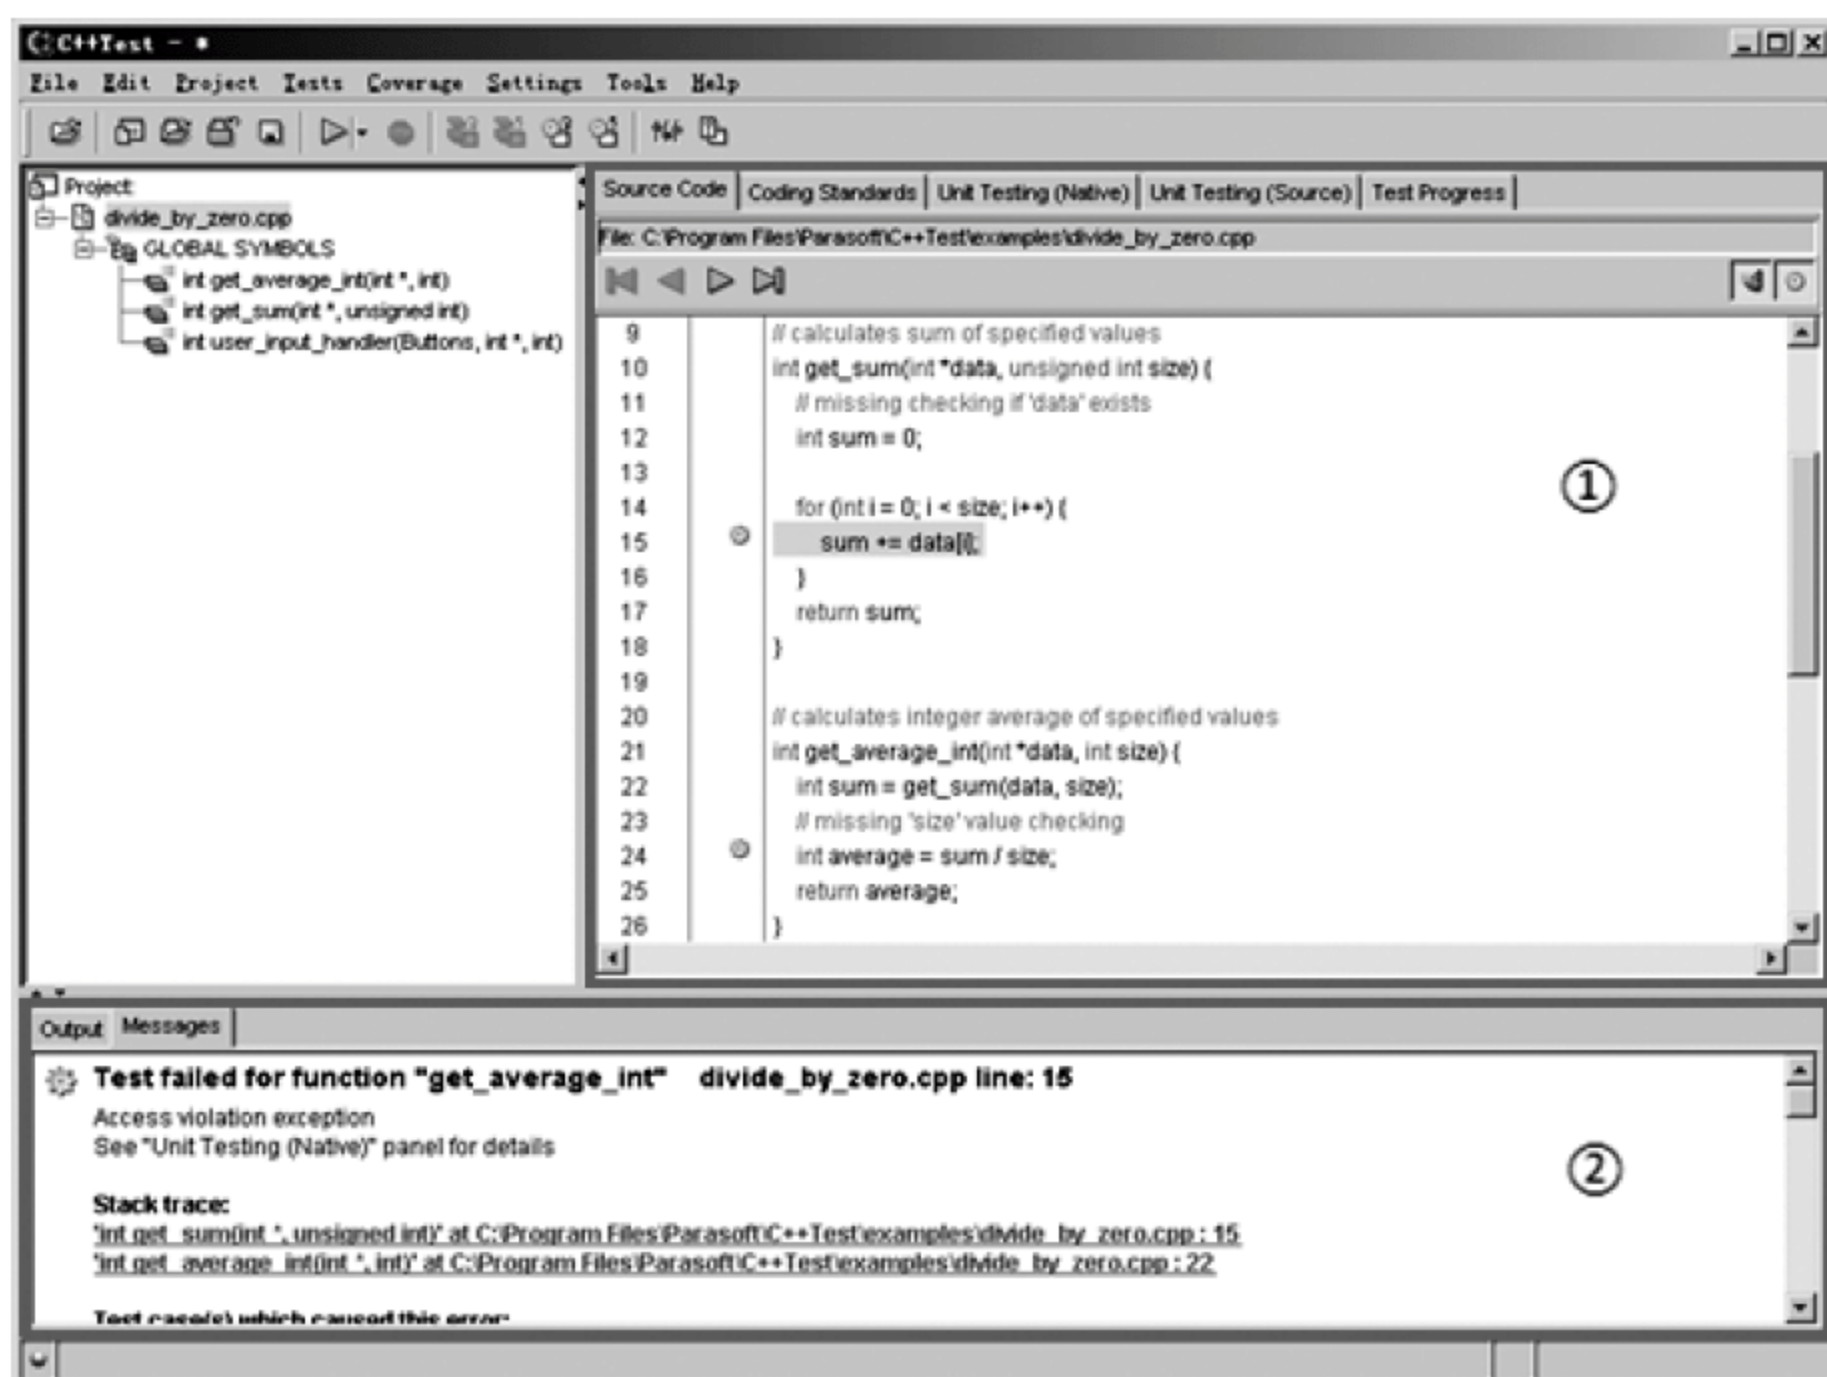 C++Test - *
File Edit Project Tests Coverage Settings Tools Help
Project
divide_by_zero.cpp
GLOBAL SYMBOLS
int get_average_int(int *, int)
int get_sum(int *, unsigned int)
int user_input_handler(Buttons, int *, int)
Source Code Coding Standards Unit Testing (Native) Unit Testing (Source) Test Progress
File: C:\Program Files\Parasoft\C++Test\examples\divide_by_zero.cpp
9 // calculates sum of specified values
10 int get_sum(int *data, unsigned int size) {
11 // missing checking if 'data' exists
12 int sum = 0;
13
14 for (int i = 0; i < size; i++) {
15 sum += data[i];
16 }
17 return sum;
18 }
19
20 // calculates integer average of specified values
21 int get_average_int(int *data, int size) {
22 int sum = get_sum(data, size);
23 // missing 'size' value checking
24 int average = sum / size;
25 return average;
26 }
①
Output Messages
Test failed for function "get_average_int" divide_by_zero.cpp line: 15
Access violation exception
See "Unit Testing (Native)" panel for details
②
Stack trace:
'int get_sum(int *, unsigned int)' at C:\Program Files\Parasoft\C++Test\examples\divide_by_zero.cpp : 15
'int get_average_int(int *, int)' at C:\Program Files\Parasoft\C++Test\examples\divide_by_zero.cpp : 22
Test case(s) which caused this error: